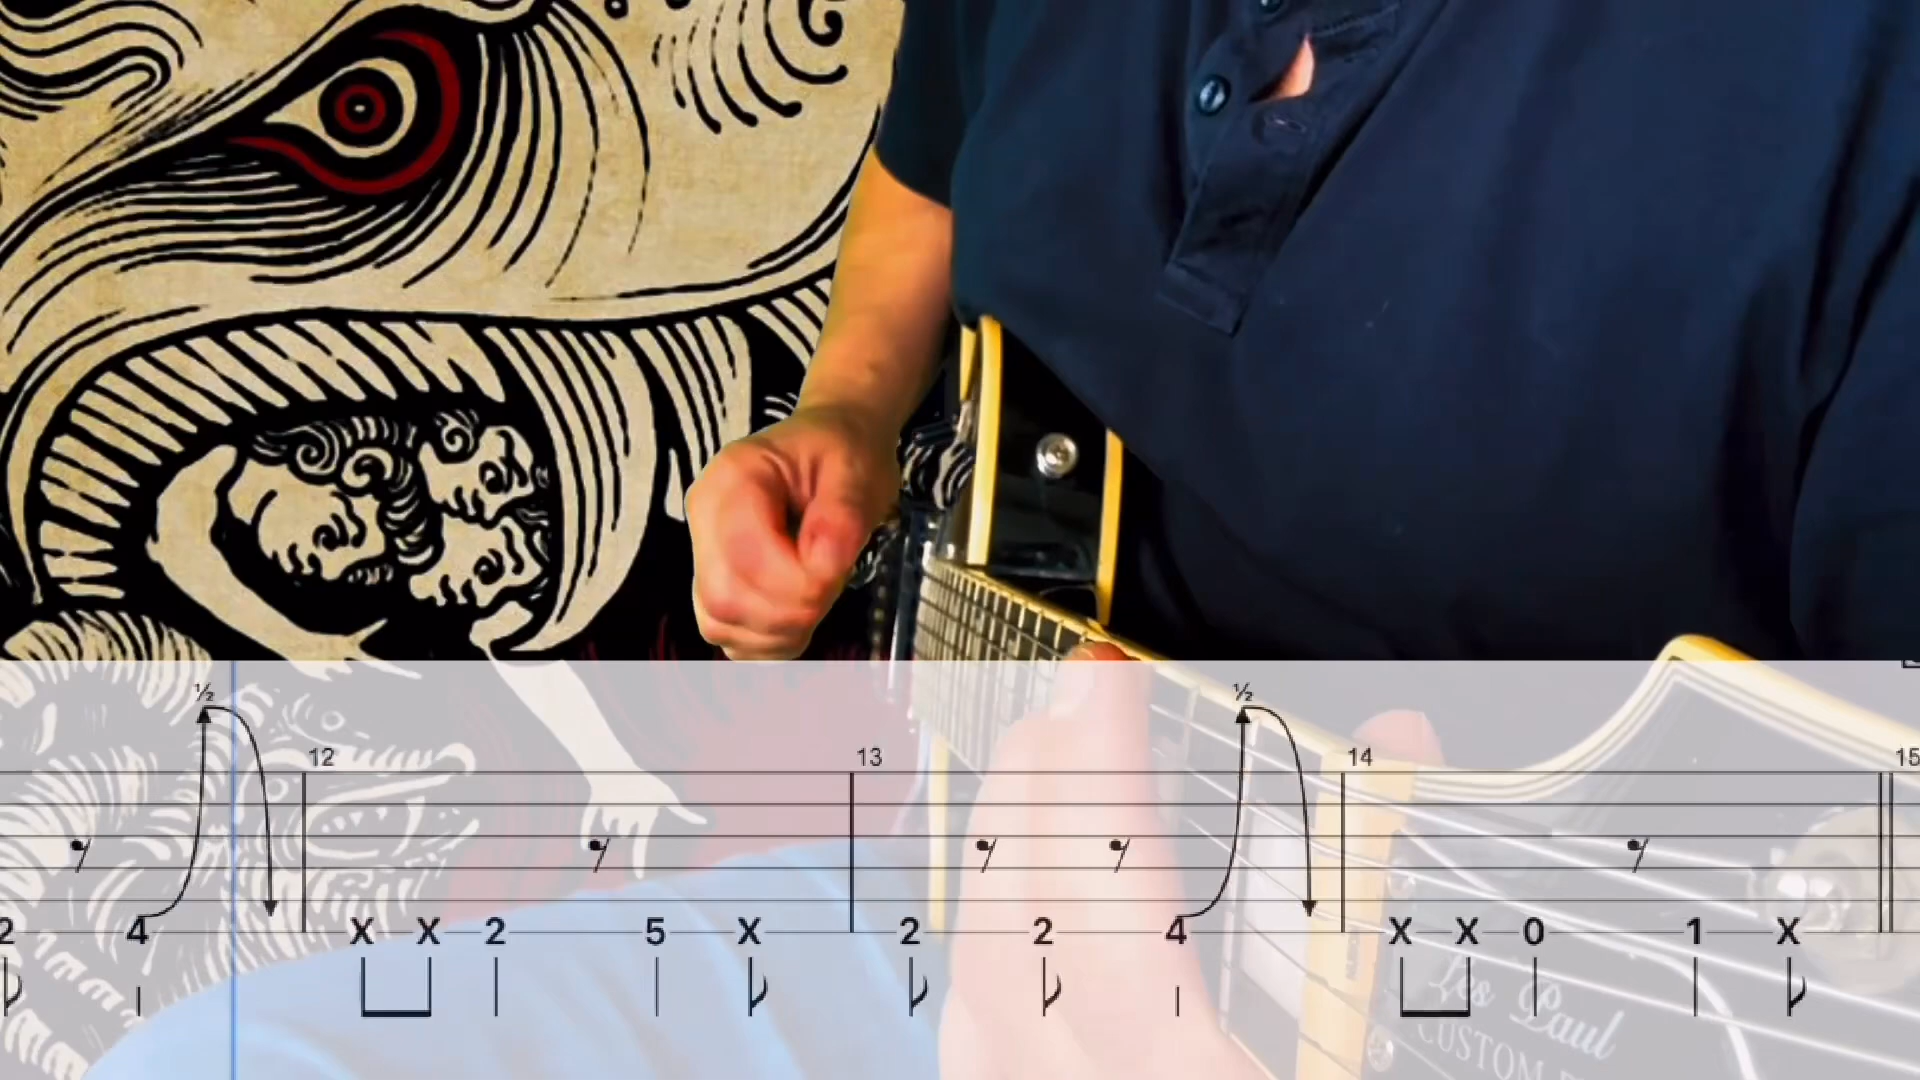 ½ ½
12 13 14 15
2 4 X X 2 5 X 2 2 4 X X 0 1 X
Les Paul
CUSTOM